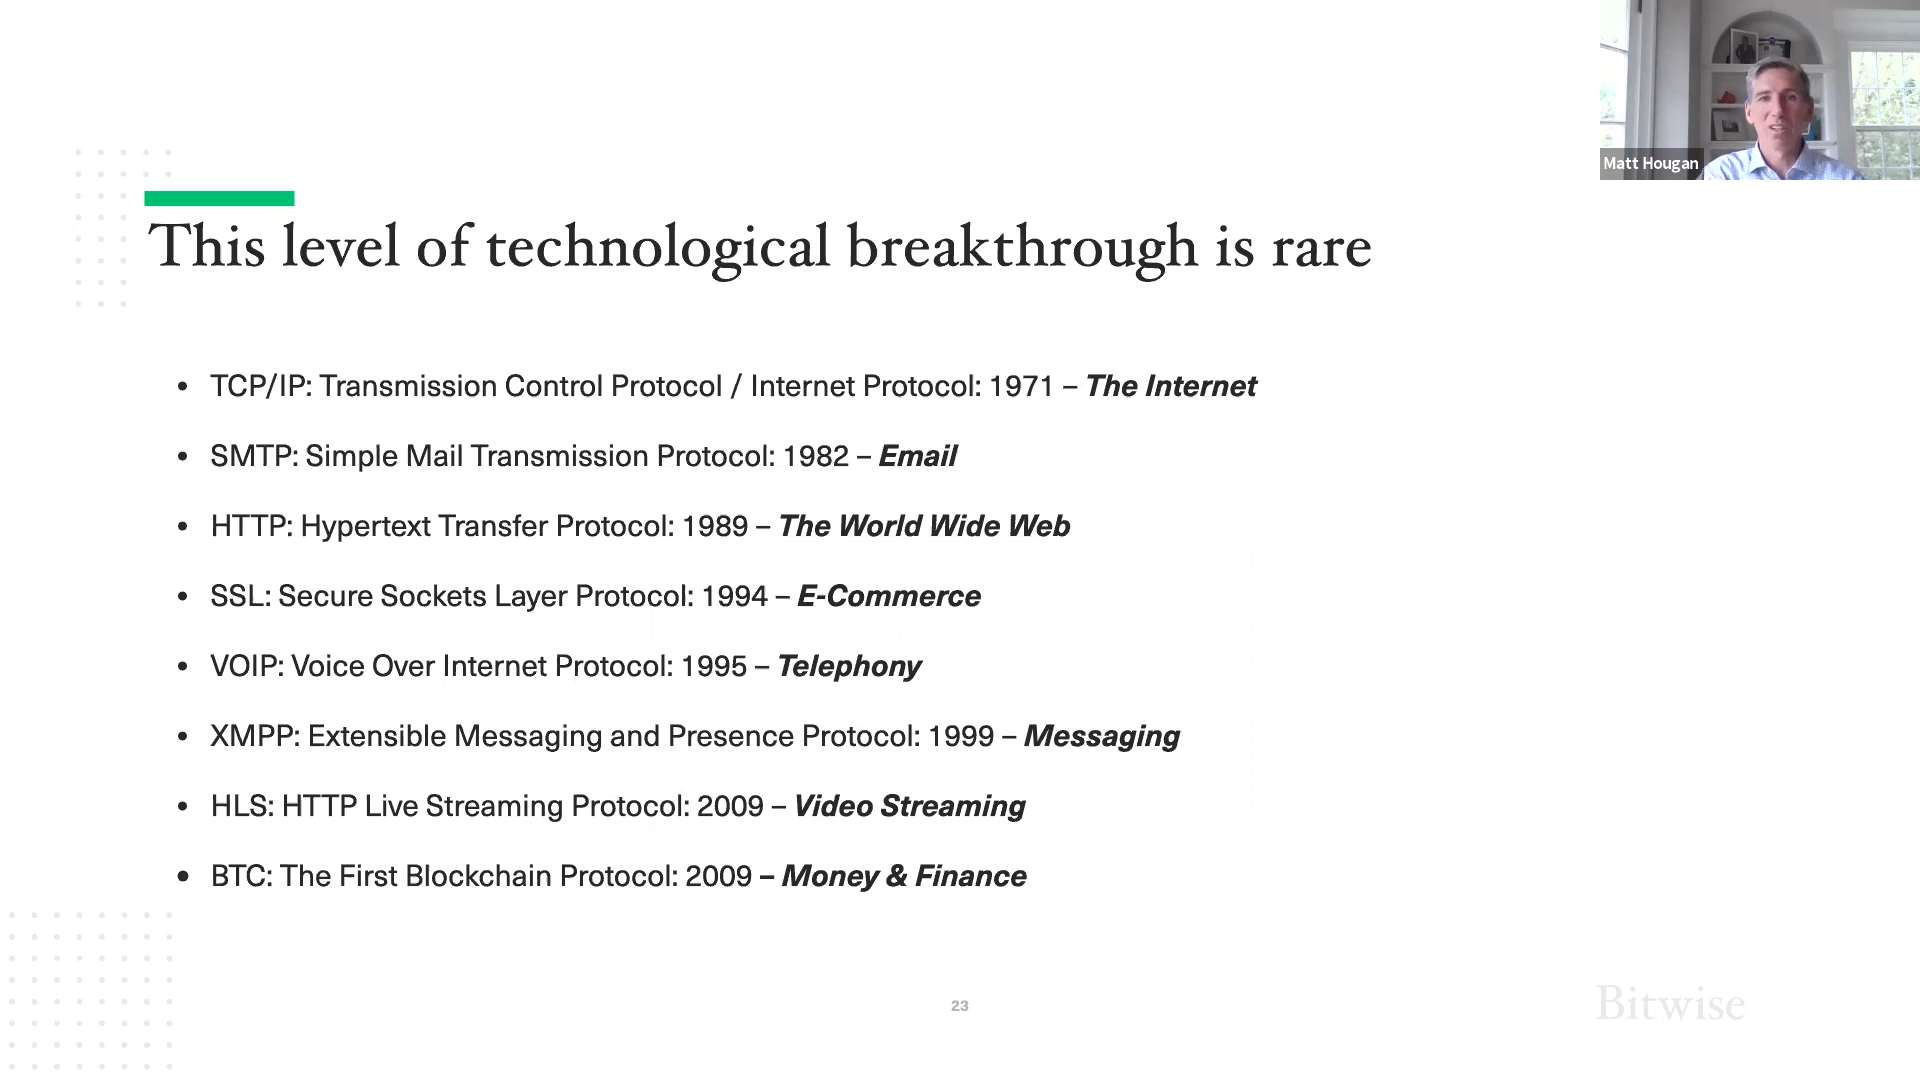 Matt Hougan
This level of technological breakthrough is rare
• TCP/IP: Transmission Control Protocol / Internet Protocol: 1971 – The Internet
• SMTP: Simple Mail Transmission Protocol: 1982 – Email
• HTTP: Hypertext Transfer Protocol: 1989 – The World Wide Web
• SSL: Secure Sockets Layer Protocol: 1994 – E-Commerce
• VOIP: Voice Over Internet Protocol: 1995 – Telephony
• XMPP: Extensible Messaging and Presence Protocol: 1999 – Messaging
• HLS: HTTP Live Streaming Protocol: 2009 – Video Streaming
• BTC: The First Blockchain Protocol: 2009 – Money & Finance
23
Bitwise